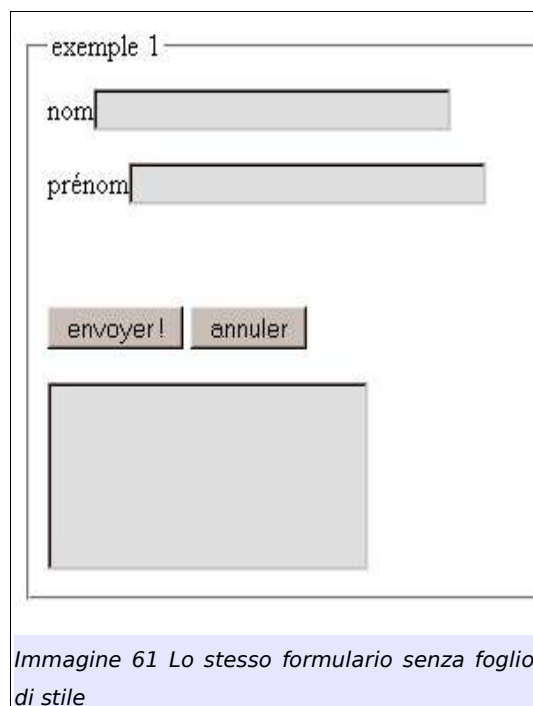 exemple 1
nom
prénom
envoyer! annuler
Immagine 61 Lo stesso formulario senza foglio
di stile